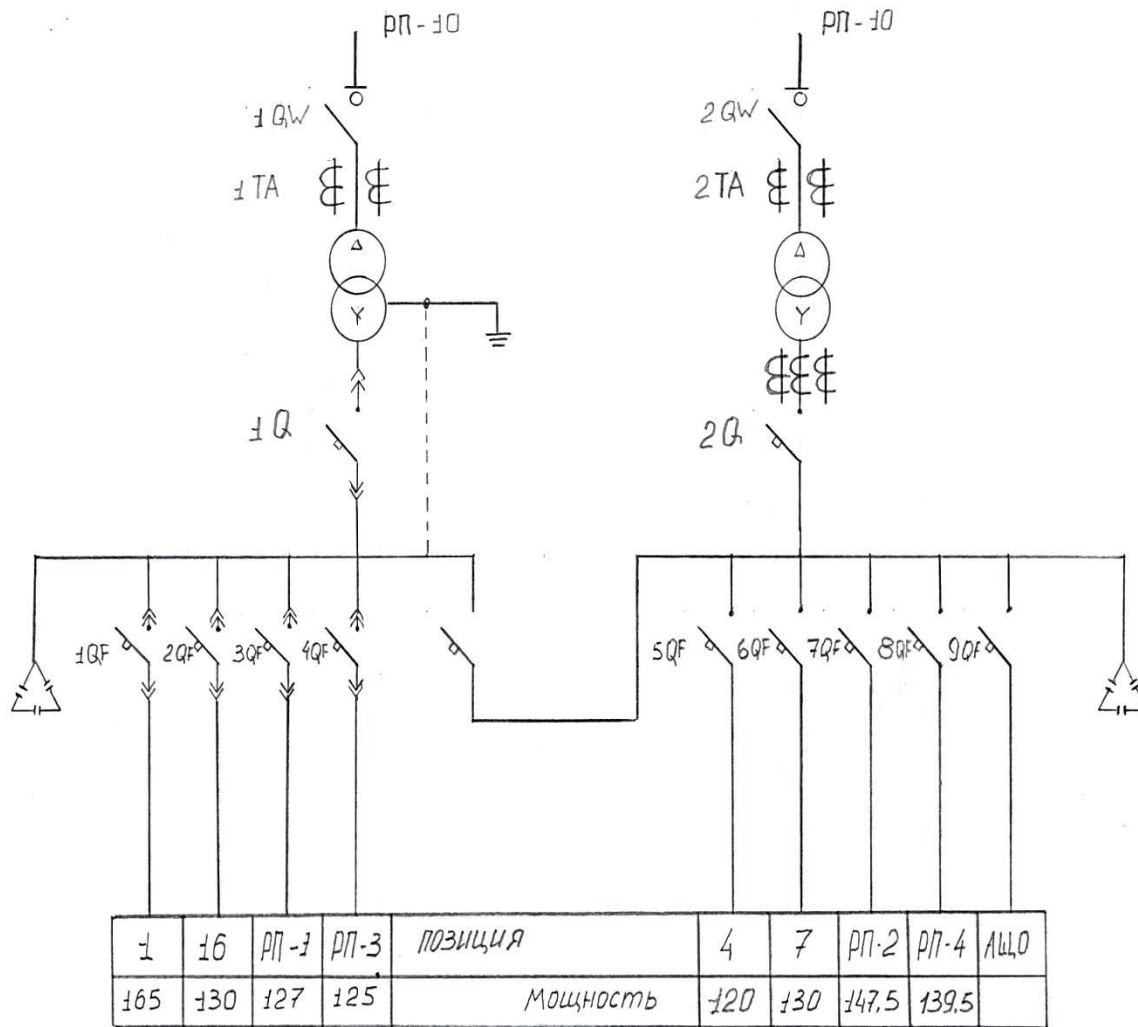 РП-10 РП-10
1QW 2QW
1TA 2TA
Δ Δ
Y Y
1Q 2Q
1QF 2QF 3QF 4QF 5QF 6QF 7QF 8QF 9QF
1 16 РП-1 РП-3 ПОЗИЦИЯ 4 7 РП-2 РП-4 АЩО
165 130 127 125 МОЩНОСТЬ 120 130 147,5 139,5